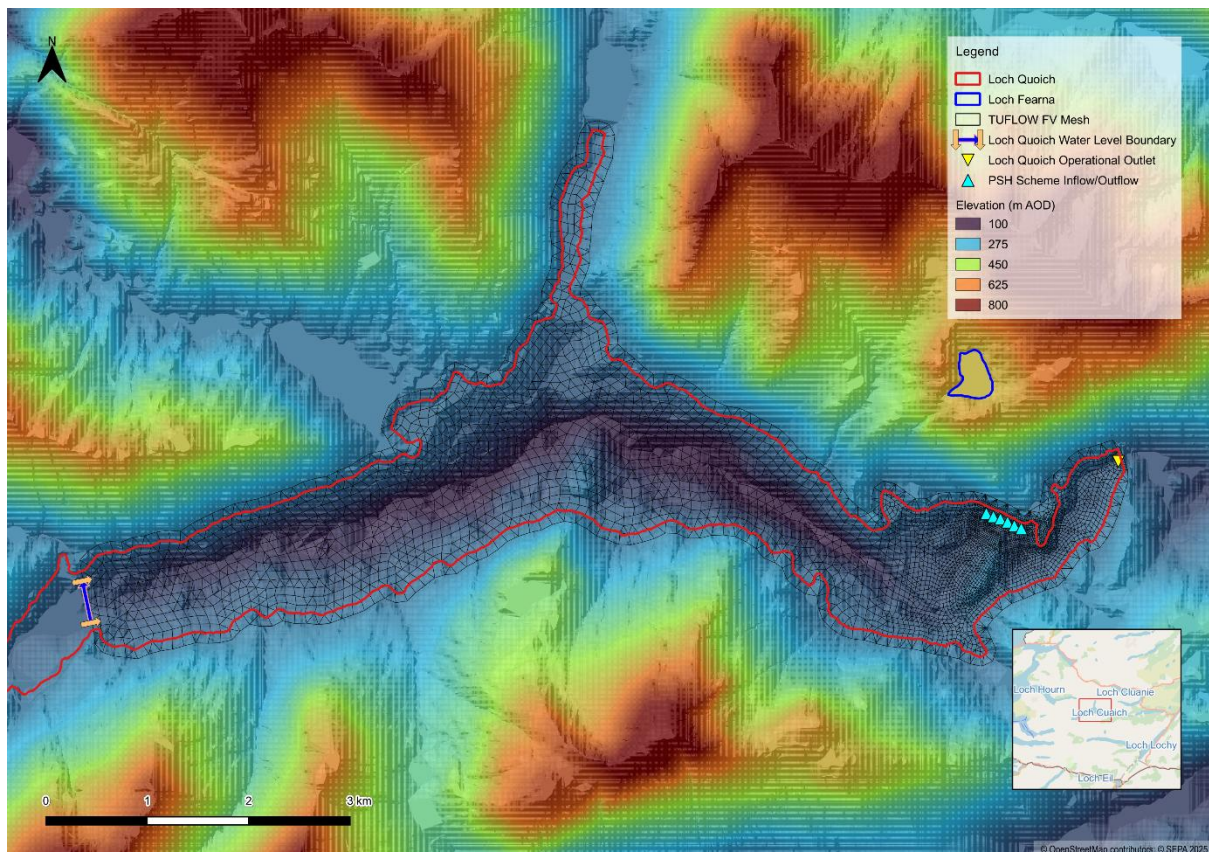 N
Legend
Loch Quoich
Loch Fearna
TUFLOW FV Mesh
Loch Quoich Water Level Boundary
Loch Quoich Operational Outlet
PSH Scheme Inflow/Outflow
Elevation (m AOD)
100
275
450
625
800
Loch Hourn
Loch Cluanie
Loch Cuaich
Loch Lochy
Loch Eil
0 1 2 3 km
© OpenStreetMap contributors; © SEPA 2025